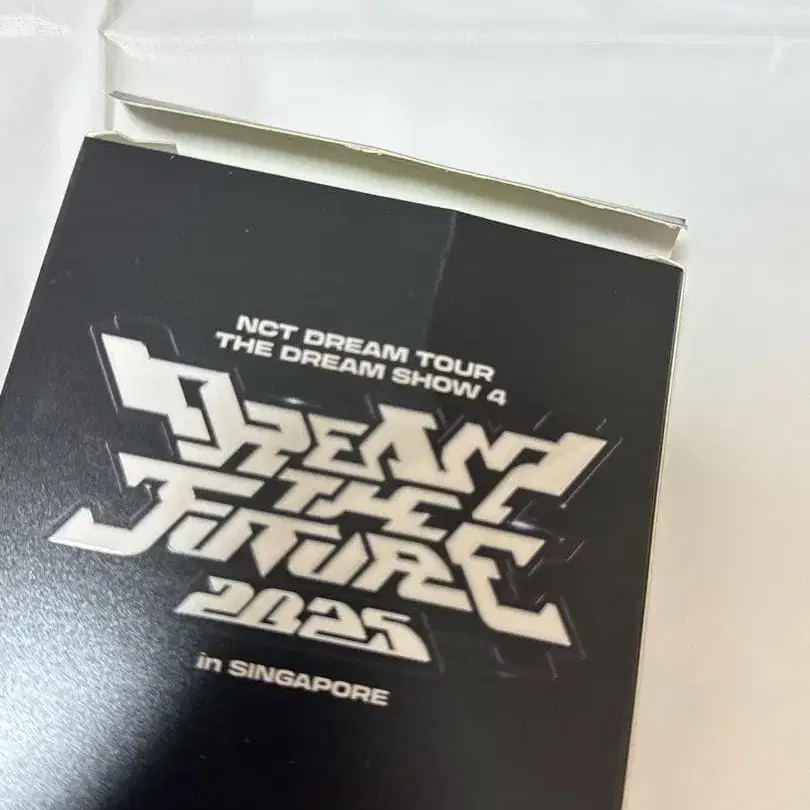 NCT DREAM TOUR
THE DREAM SHOW 4
DREAM
THE
FUTURE
2025
in SINGAPORE